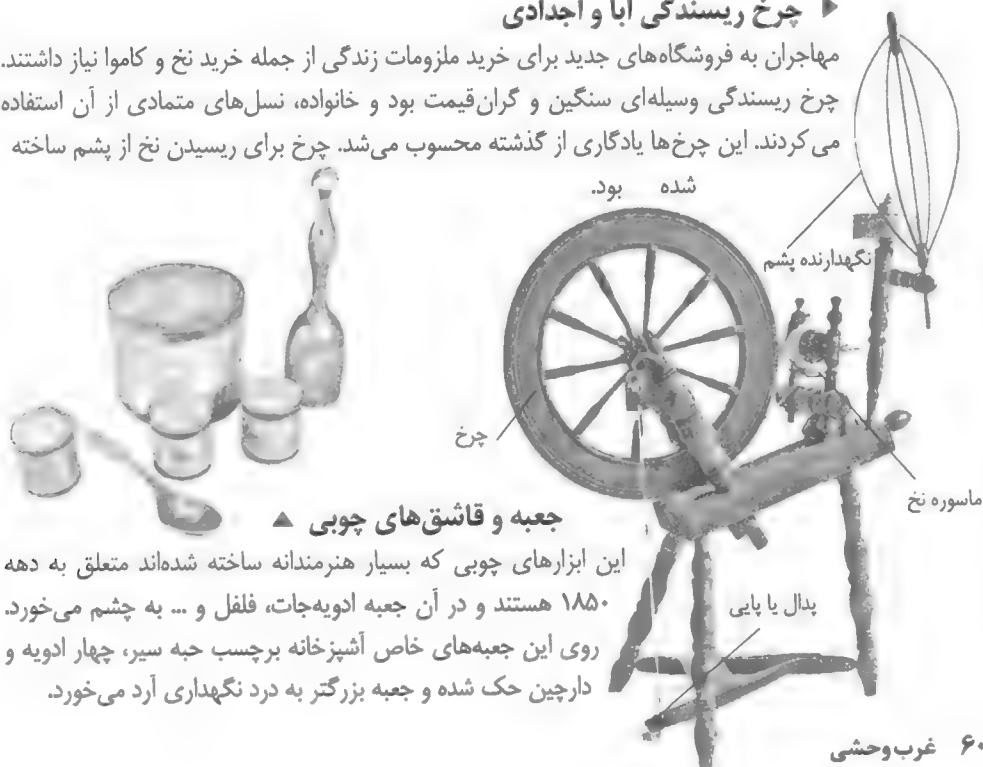 چرخ ریسندگی آبا و اجدادی
مهاجران به فروشگاه‌های جدید برای خرید ملزومات زندگی از جمله خرید نخ و کاموا نیاز داشتند.
چرخ ریسندگی وسیله‌ای سنگین و گران‌قیمت بود و خانواده، نسل‌های متمادی از آن استفاده
می‌کردند. این چرخ‌ها یادگاری از گذشته محسوب می‌شد. چرخ برای ریسیدن نخ از پشم ساخته
شده بود.
نگهدارنده پشم
چرخ
ماسوره نخ
پدال یا پایی
جعبه و قاشق‌های چوبی
این ابزارهای چوبی که بسیار هنرمندانه ساخته شده‌اند متعلق به دهه
۱۸۵۰ هستند و در آن جعبه ادویه‌جات، فلفل و ... به چشم می‌خورد.
روی این جعبه‌های خاص آشپزخانه برچسب حبه سیر، چهار ادویه و
دارچین حک شده و جعبه بزرگتر به درد نگهداری آرد می‌خورد.
۶۰ غرب‌وحشی